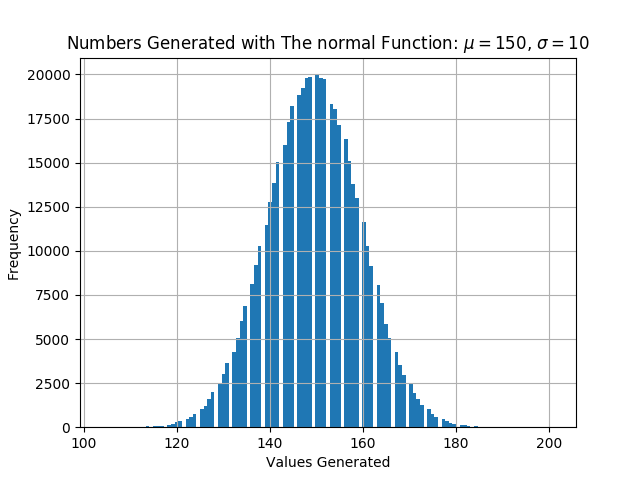 Numbers Generated with The normal Function: μ = 150, σ = 10
20000
17500
15000
12500
10000
7500
5000
2500
0
Frequency
100 120 140 160 180 200
Values Generated